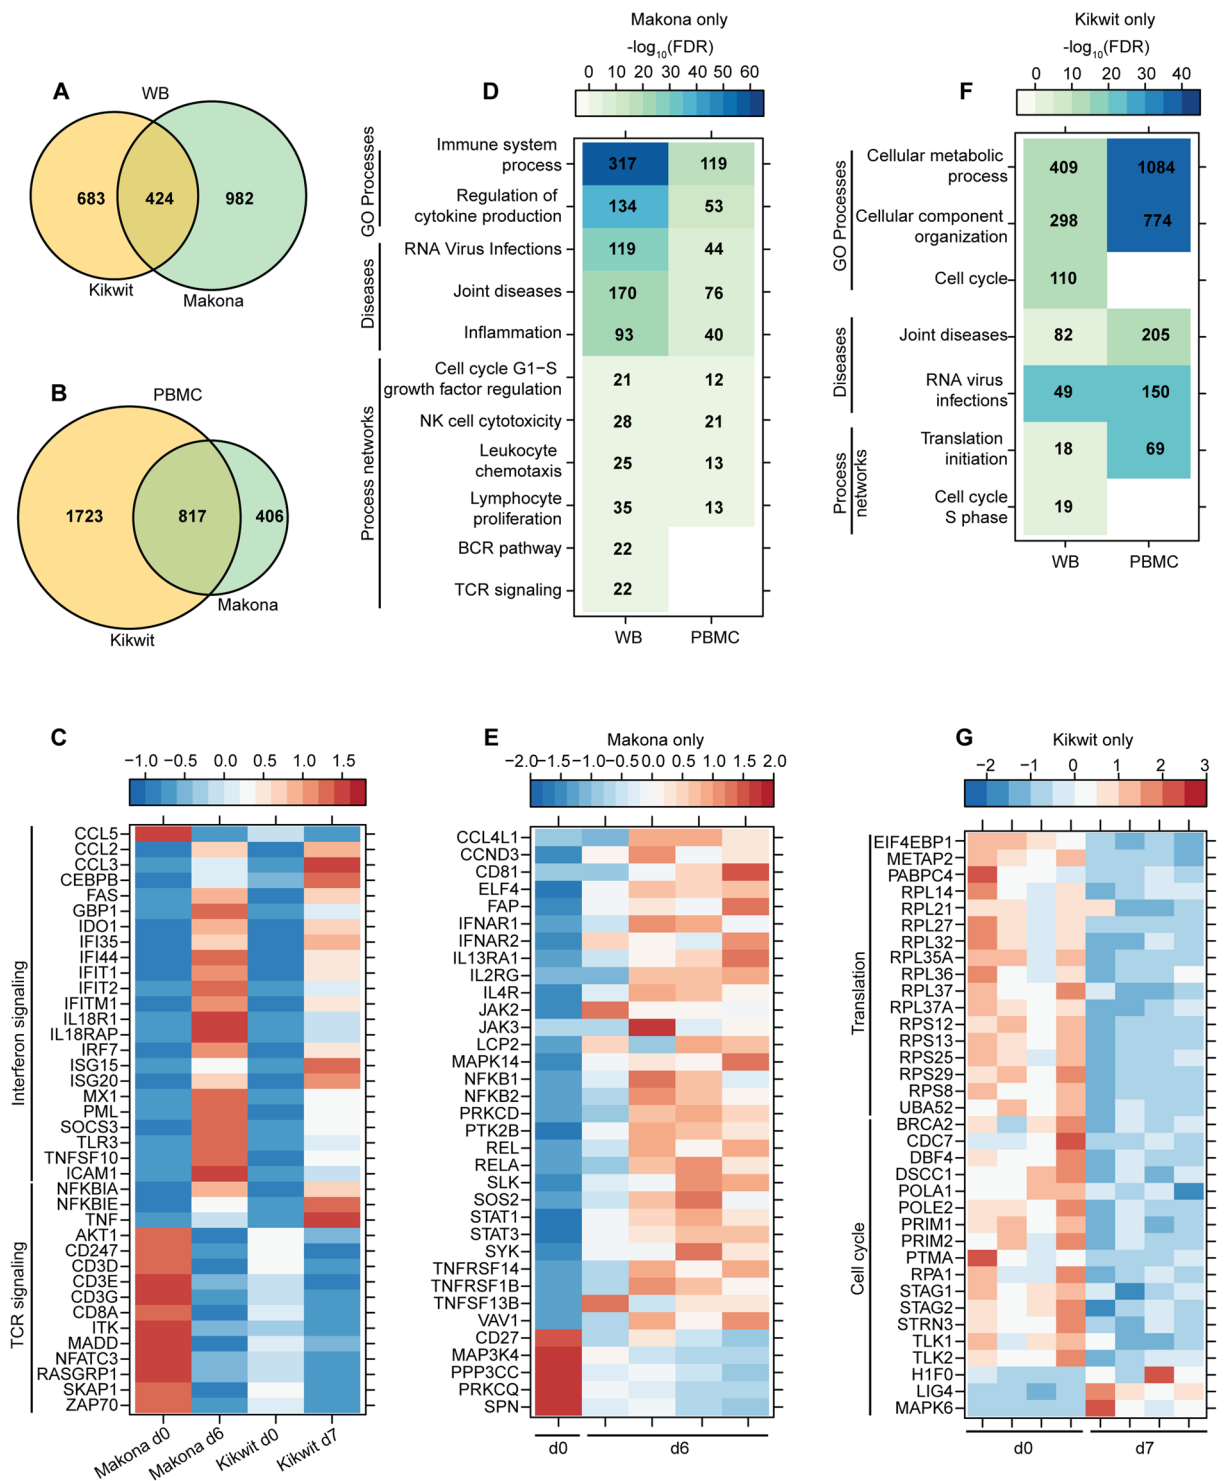 A
WB
683
424
982
Kikwit
Makona
B
PBMC
1723
817
406
Makona
Kikwit
D
Makona only
-log10(FDR)
0 10 20 30 40 50 60
GO Processes
Diseases
Process networks
Immune system
process
317 119
Regulation of
cytokine production
134 53
RNA Virus Infections
119 44
Joint diseases
170 76
Inflammation
93 40
Cell cycle G1−S
growth factor regulation
21 12
NK cell cytotoxicity
28 21
Leukocyte
chemotaxis
25 13
Lymphocyte
proliferation
35 13
BCR pathway
22
TCR signaling
22
WB PBMC
F
Kikwit only
-log10(FDR)
0 10 20 30 40
GO Processes
Diseases
Process
networks
Cellular metabolic
process
409 1084
Cellular component
organization
298 774
Cell cycle
110
Joint diseases
82 205
RNA virus
infections
49 150
Translation
initiation
18 69
Cell cycle
S phase
19
WB PBMC
C
−1.0 −0.5 0.0 0.5 1.0 1.5
Interferon signaling
TCR signaling
CCL5
CCL2
CCL3
CEBPB
FAS
GBP1
IDO1
IFI35
IFI44
IFIT1
IFIT2
IFITM1
IL18R1
IL18RAP
IRF7
ISG15
ISG20
MX1
PML
SOCS3
TLR3
TNFSF10
ICAM1
NFKBIA
NFKBIE
TNF
AKT1
CD247
CD3D
CD3E
CD3G
CD8A
ITK
MADD
NFATC3
RASGRP1
SKAP1
ZAP70
Makona d0
Makona d6
Kikwit d0
Kikwit d7
E
Makona only
−2.0 −1.5 −1.0 −0.5 0.0 0.5 1.0 1.5 2.0
CCL4L1
CCND3
CD81
ELF4
FAP
IFNAR1
IFNAR2
IL13RA1
IL2RG
IL4R
JAK2
JAK3
LCP2
MAPK14
NFKB1
NFKB2
PRKCD
PTK2B
REL
RELA
SLK
SOS2
STAT1
STAT3
SYK
TNFRSF14
TNFRSF1B
TNFSF13B
VAV1
CD27
MAP3K4
PPP3CC
PRKCQ
SPN
d0 d6
G
Kikwit only
−2 −1 0 1 2 3
Translation
Cell cycle
EIF4EBP1
METAP2
PABPC4
RPL14
RPL21
RPL27
RPL32
RPL35A
RPL36
RPL37
RPL37A
RPS12
RPS13
RPS25
RPS29
RPS8
UBA52
BRCA2
CDC7
DBF4
DSCC1
POLA1
POLE2
PRIM1
PRIM2
PTMA
RPA1
STAG1
STAG2
STRN3
TLK1
TLK2
H1F0
LIG4
MAPK6
d0 d7